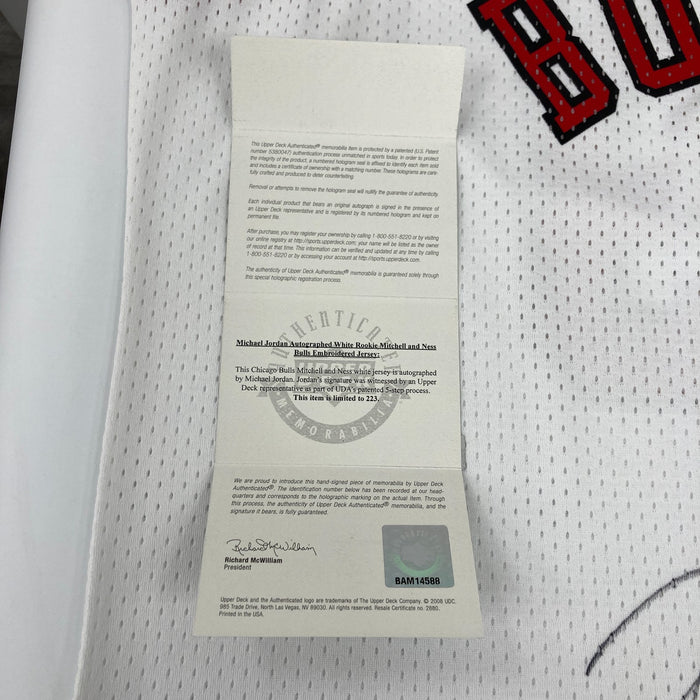 BU
This Upper Deck Authenticated® memorabilia item is protected by a patented (U.S. Patent
number 5380047) authentication process unmatched in sports today. In order to protect
the integrity of the product, a numbered hologram seal is affixed to each item sold
and includes a certificate of ownership with a matching number. These holograms are care-
fully crafted and produced to deter counterfeiting.
Removal or attempts to remove the hologram seal will nullify the guarantee of authenticity.
Each individual product that bears an original autograph is signed in the presence of
an Upper Deck representative and is registered by its numbered hologram and kept on
permanent file.
After purchase, you may register your ownership by calling 1-800-551-8220 or by visiting
our online registry at http://sports.upperdeck.com; your name will be listed as the owner
of record at that time. This information can be verified and updated at any time by calling
1-800-551-8220 or by accessing your account at http://sports.upperdeck.com.
The authenticity of Upper Deck Authenticated® memorabilia is guaranteed solely through
this special holographic registration process.
AUTHENTICATED
Michael Jordan Autographed White Rookie Mitchell and Ness
Bulls Embroidered Jersey:
UPPER
This Chicago Bulls Mitchell and Ness white jersey is autographed
by Michael Jordan. Jordan's signature was witnessed by an Upper
Deck representative as part of UDA's patented 5-step process.
This item is limited to 223.
MEMORABILIA
We are proud to introduce this hand-signed piece of memorabilia by Upper Deck
Authenticated®. The identification number below has been recorded at our head-
quarters and corresponds to the holographic marking on the actual item. Through
this process, the authenticity of Upper Deck Authenticated® memorabilia, and the
signature it bears, is fully guaranteed.
Richard McWilliam
Richard McWilliam
President
BAM14588
Upper Deck and the Authenticated logo are trademarks of The Upper Deck Company. © 2008 UDC.
985 Trade Drive, North Las Vegas, NV 89030. All rights reserved. Resale Certificate no. 2880.
Printed in the USA.